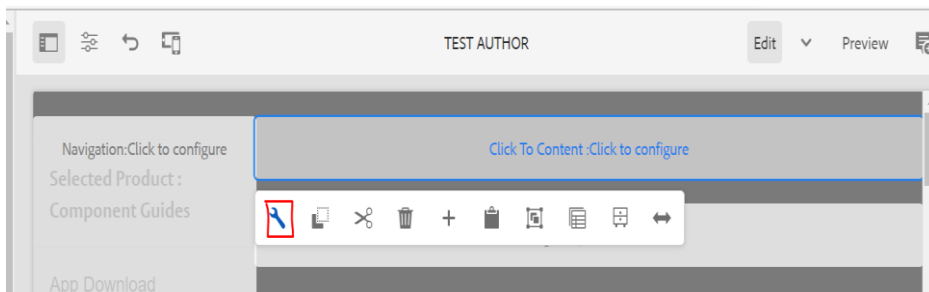 TEST AUTHOR
Edit
Preview
Navigation:Click to configure
Click To Content :Click to configure
Selected Product :
Component Guides
App Download